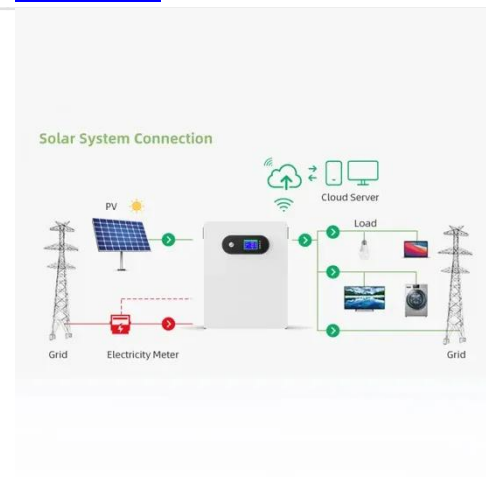 Solar System Connection
Cloud Server
PV
Load
Grid
Electricity Meter
Grid